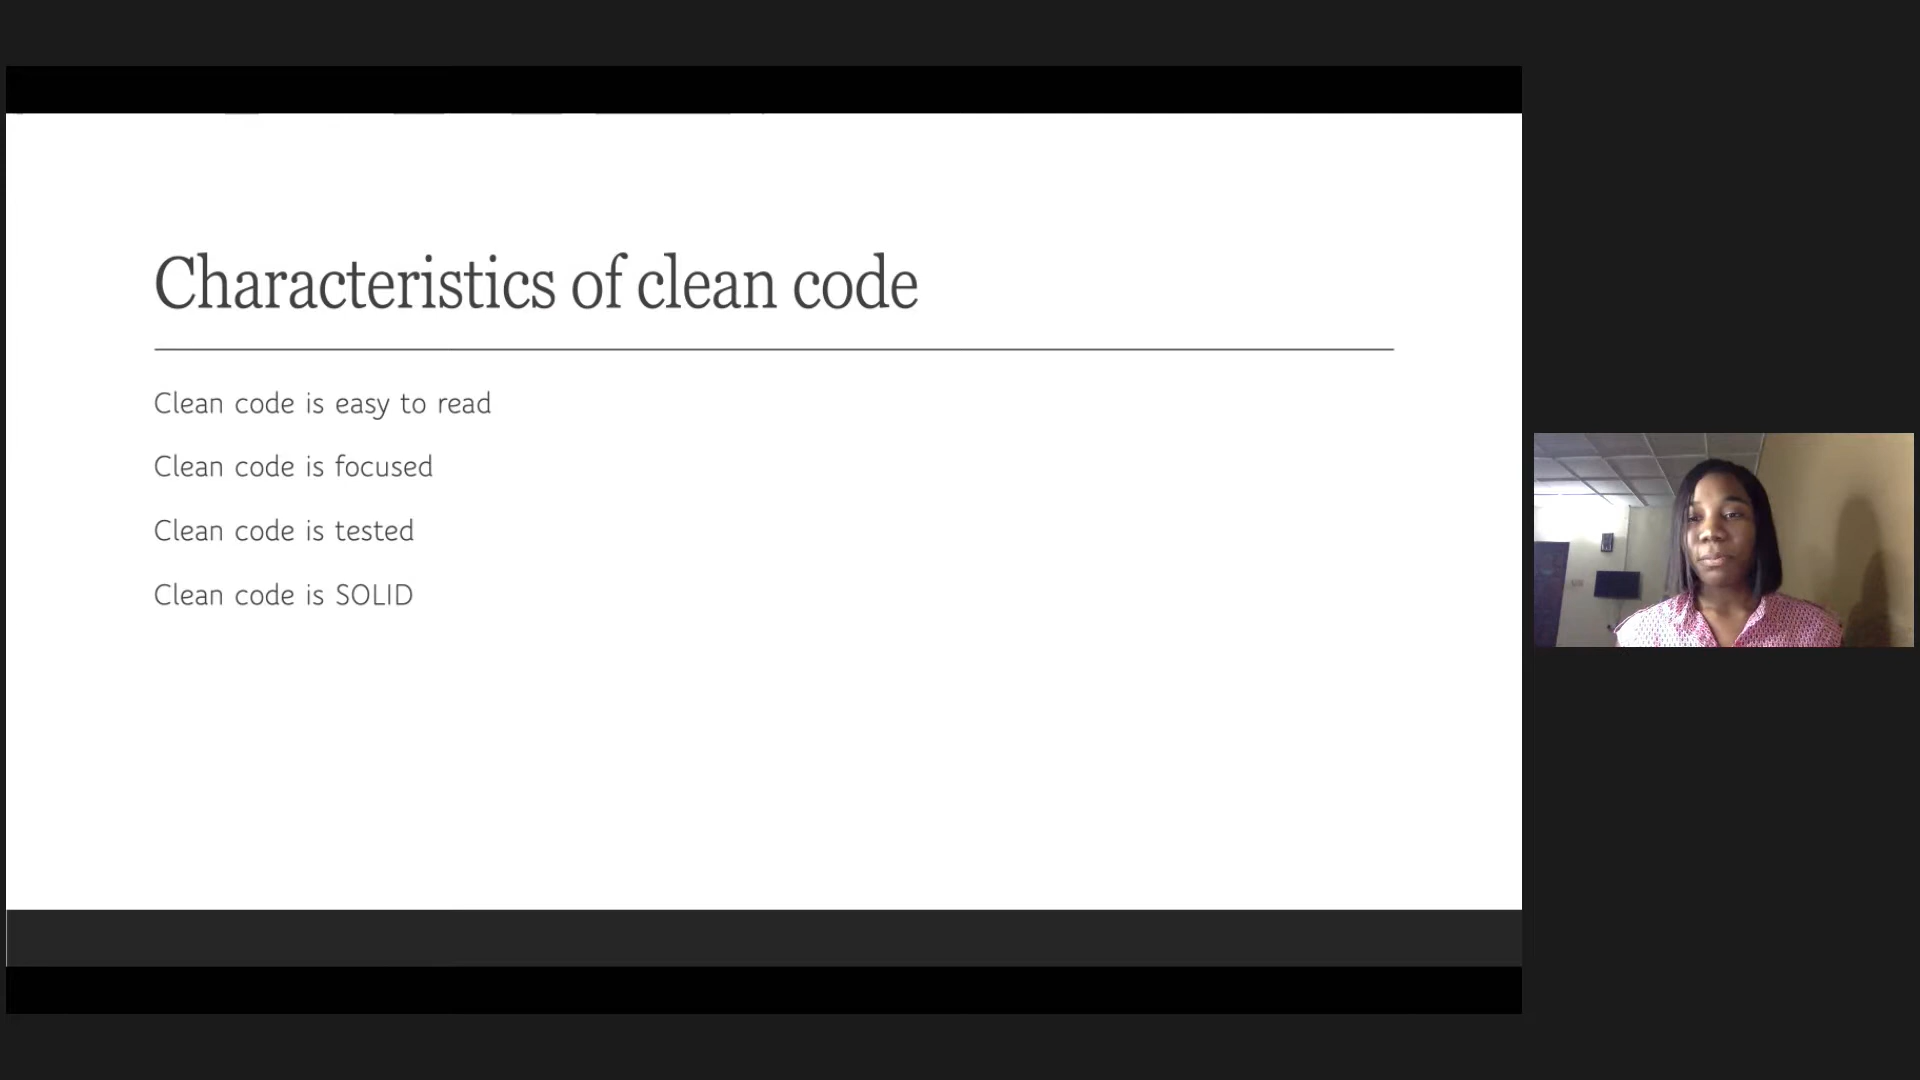 Characteristics of clean code
Clean code is easy to read
Clean code is focused
Clean code is tested
Clean code is SOLID